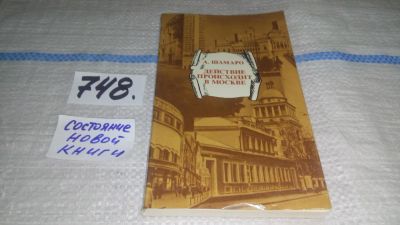 748.
СОСТОЯНИЕ
НОВОЙ
КНИГИ
А. ШАМАРО
ДЕЙСТВИЕ
ПРОИСХОДИТ
В МОСКВЕ